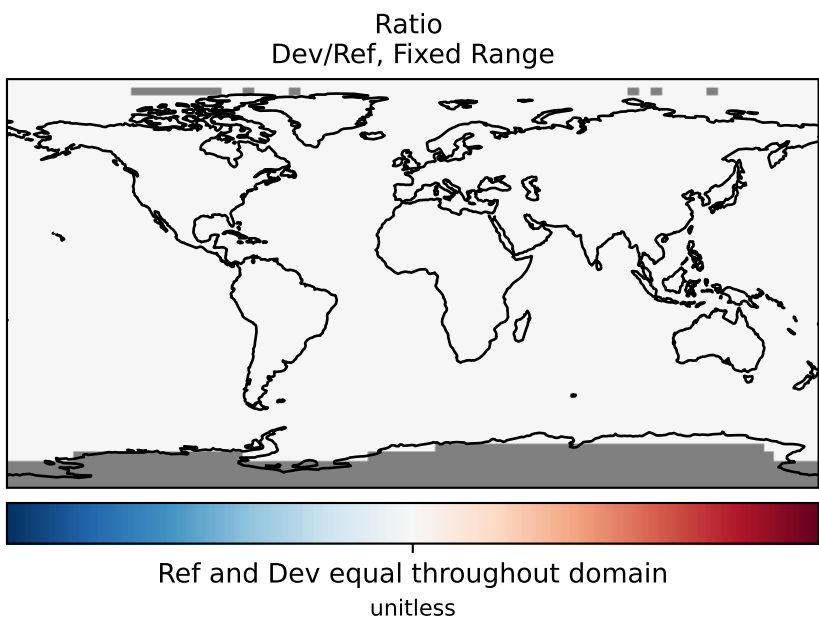 Ratio
Dev/Ref, Fixed Range
Ref and Dev equal throughout domain
unitless